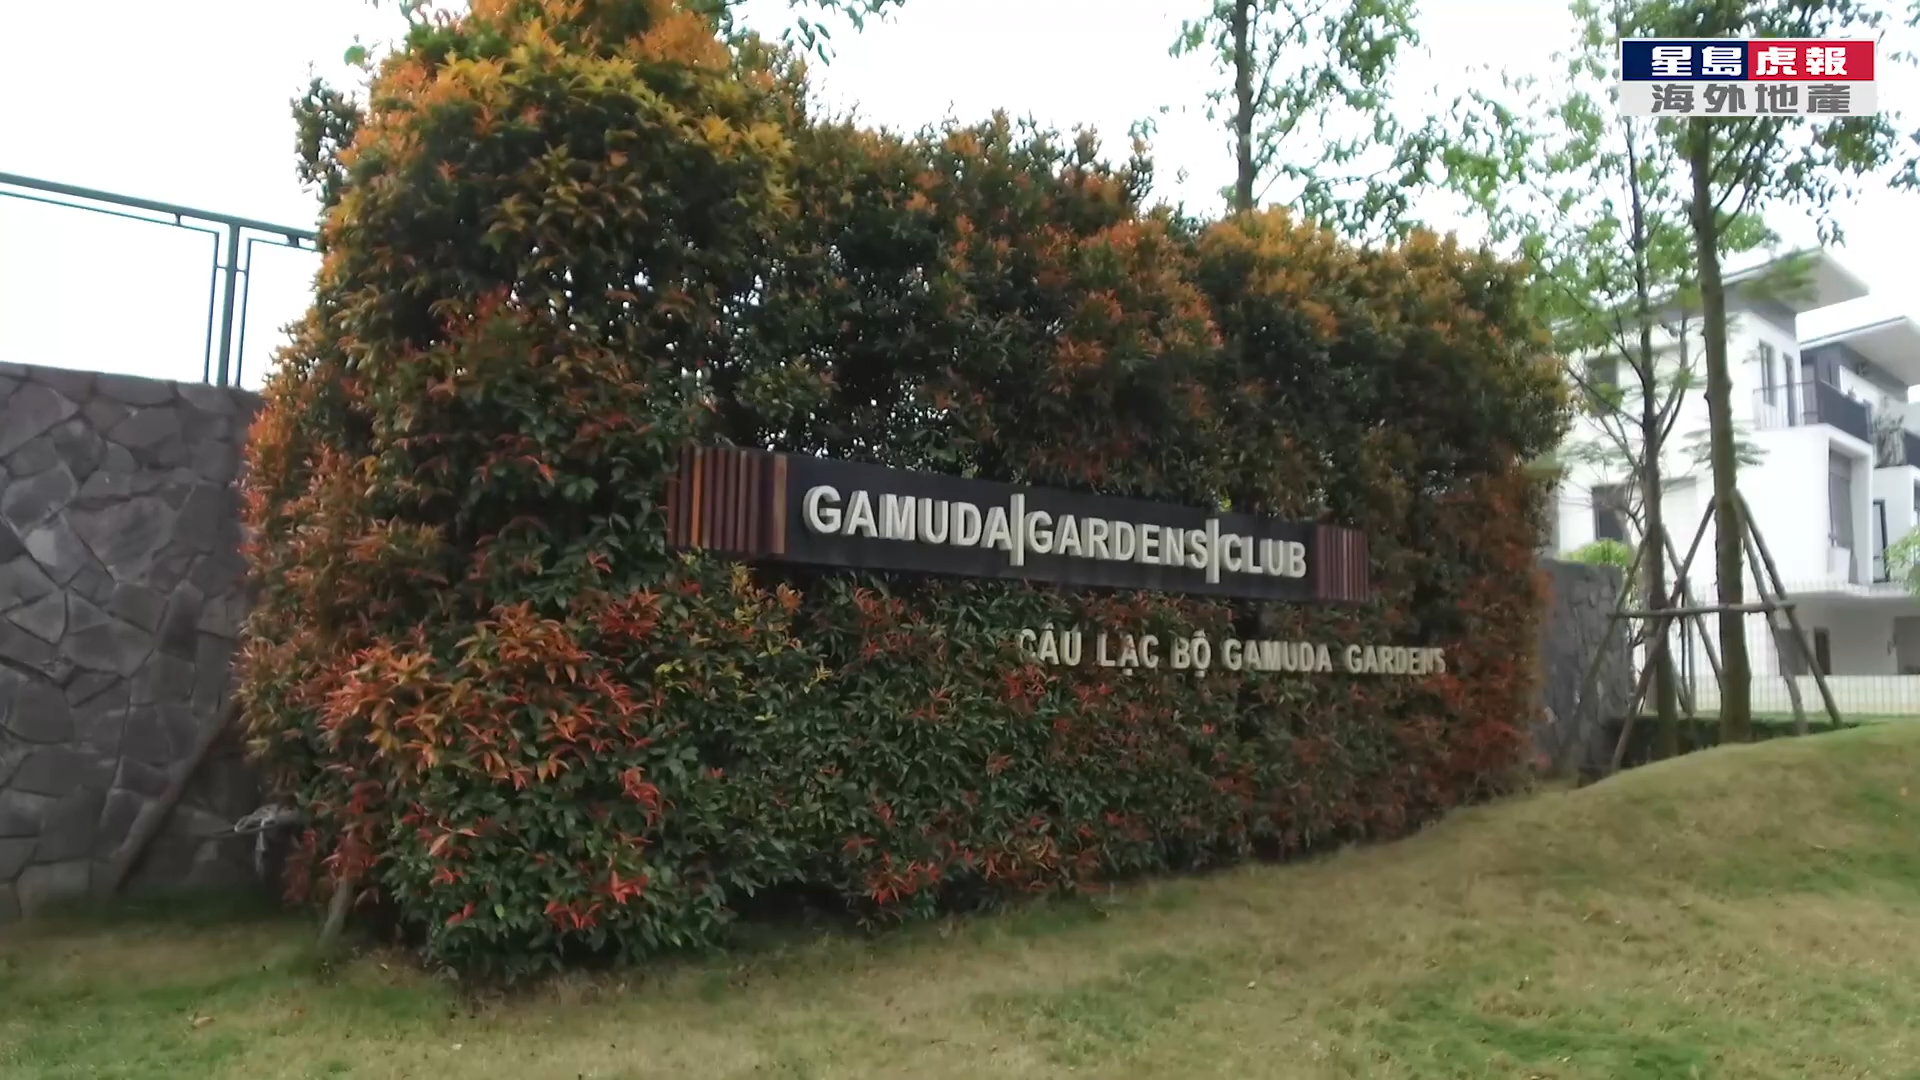 星島虎報
海外地產
GAMUDA|GARDENS|CLUB
CÂU LẠC BỘ GAMUDA GARDENS